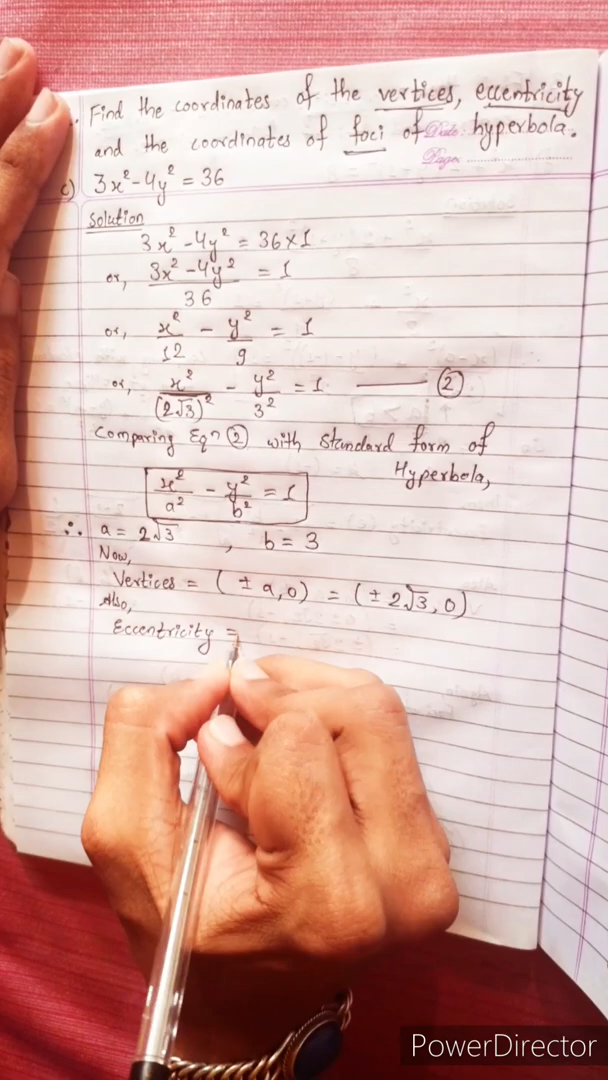 . Find the coordinates of the vertices, eccentricity
and the coordinates of foci of hyperbola.
Date:
Page: ....................
c) 3x² - 4y² = 36
Solution
3x² - 4y² = 36 × 1
or, 3x² - 4y² / 36 = 1
or, x²/12 - y²/9 = 1
or, x²/(2√3)² - y²/3² = 1 ——— ②
Comparing Eqn ② with Standard form of
Hyperbola,
x²/a² - y²/b² = 1
∴ a = 2√3 , b = 3
Now,
Vertices = (± a, 0) = (± 2√3, 0)
Also,
Eccentricity =
PowerDirector